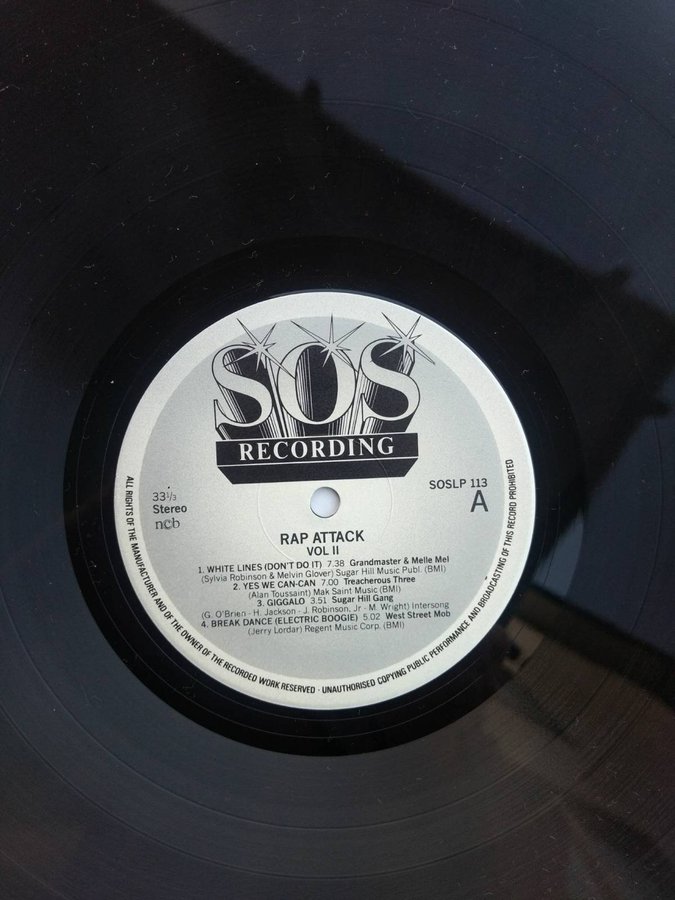 SOS
RECORDING
33 1/3
Stereo
ncb
SOSLP 113
A
RAP ATTACK
VOL II
1. WHITE LINES (DON'T DO IT) 7.38 Grandmaster & Melle Mel
(Sylvia Robinson & Melvin Glover) Sugar Hill Music Publ. (BMI)
2. YES WE CAN-CAN 7.00 Treacherous Three
(Alan Toussaint) Mak Saint Music (BMI)
3. GIGGALO 3.51 Sugar Hill Gang
(G. O'Brien - H. Jackson - J. Robinson, Jr - M. Wright) Intersong
4. BREAK DANCE (ELECTRIC BOOGIE) 5.02 West Street Mob
(Jerry Lordar) Regent Music Corp. (BMI)
ALL RIGHTS OF THE MANUFACTURER AND OF THE OWNER OF THE RECORDED WORK RESERVED · UNAUTHORISED COPYING PUBLIC PERFORMANCE AND BROADCASTING OF THIS RECORD PROHIBITED